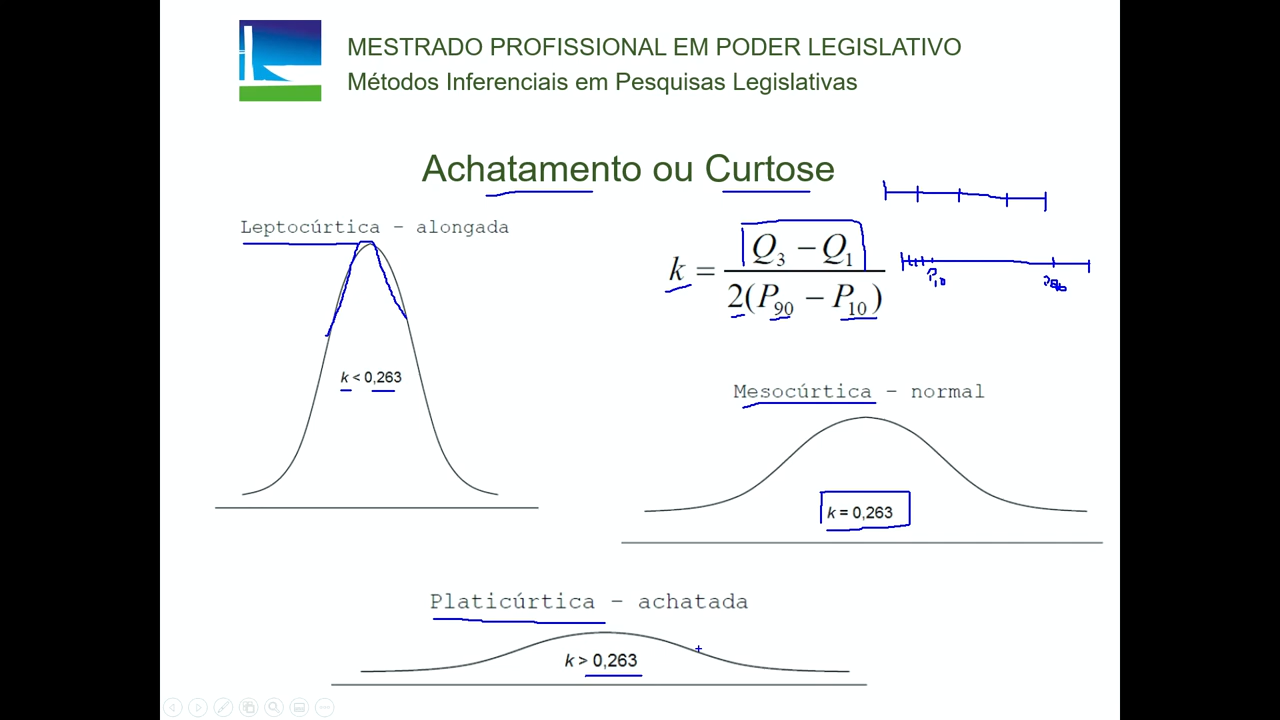 MESTRADO PROFISSIONAL EM PODER LEGISLATIVO
Métodos Inferenciais em Pesquisas Legislativas
Achatamento ou Curtose
Leptocúrtica – alongada
k = (Q₃ – Q₁) / 2(P₉₀ – P₁₀)
P₁₀
k < 0,263
Mesocúrtica – normal
k = 0,263
Platicúrtica – achatada
k > 0,263